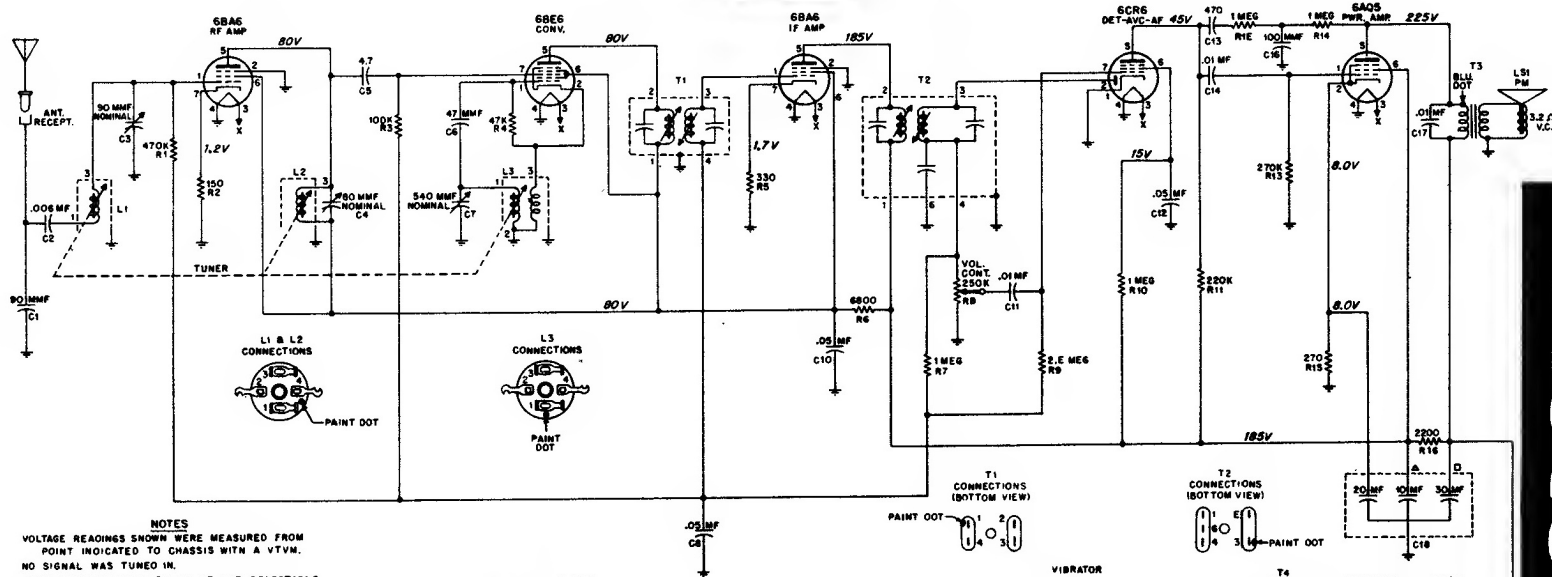 6BA6
RF AMP
6BE6
CONV.
6BA6
IF AMP
6CR6
DET-AVC-AF
6AQ5
PWR. AMP.
80V
80V
185V
45V
225V
470
C13
1 MEG
R1E
1 MEG
R14
100 MMF
C16
.01 MF
C14
T3
BLU.
DOT
LS1
PM
3.2 Ω
V.C.
.01 MF
C17
ANT.
RECEPT.
90 MMF
NOMINAL
C3
470K
R1
1.2V
150
R2
.006 MF
C2
L1
L2
80 MMF
NOMINAL
C4
4.7
C5
100K
R3
47 MMF
C6
47K
R4
540 MMF
NOMINAL
C7
L3
T1
1.7V
330
R5
T2
VOL.
CONT.
250K
R8
.01 MF
C11
15V
.05 MF
C12
1 MEG
R10
220K
R11
270K
R13
8.0V
8.0V
270
R15
TUNER
80V
6800
R6
.05 MF
C10
1 MEG
R7
2.E MEG
R9
185V
2200
R16
20 MF
10 MF
30 MF
C18
90 MMF
C1
L1 & L2
CONNECTIONS
PAINT DOT
L3
CONNECTIONS
PAINT
DOT
.05 MF
C8
T1
CONNECTIONS
(BOTTOM VIEW)
PAINT DOT
T2
CONNECTIONS
(BOTTOM VIEW)
PAINT DOT
VIBRATOR
T4
NOTES
VOLTAGE READINGS SHOWN WERE MEASURED FROM
POINT INDICATED TO CHASSIS WITH A VTVM.
NO SIGNAL WAS TUNED IN.